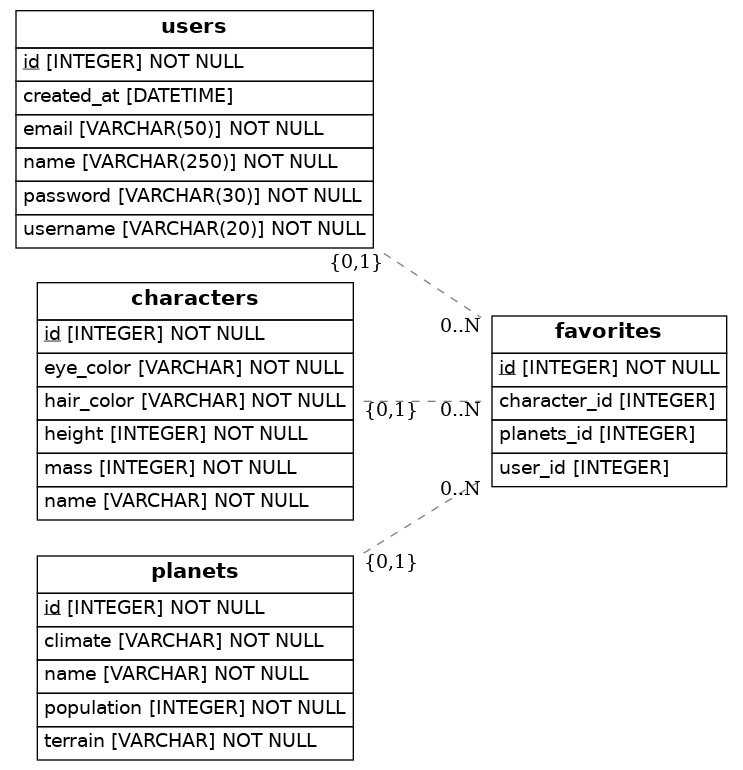 users
id [INTEGER] NOT NULL
created_at [DATETIME]
email [VARCHAR(50)] NOT NULL
name [VARCHAR(250)] NOT NULL
password [VARCHAR(30)] NOT NULL
username [VARCHAR(20)] NOT NULL
{0,1}
0..N
characters
id [INTEGER] NOT NULL
eye_color [VARCHAR] NOT NULL
hair_color [VARCHAR] NOT NULL
height [INTEGER] NOT NULL
mass [INTEGER] NOT NULL
name [VARCHAR] NOT NULL
{0,1}
0..N
favorites
id [INTEGER] NOT NULL
character_id [INTEGER]
planets_id [INTEGER]
user_id [INTEGER]
0..N
{0,1}
planets
id [INTEGER] NOT NULL
climate [VARCHAR] NOT NULL
name [VARCHAR] NOT NULL
population [INTEGER] NOT NULL
terrain [VARCHAR] NOT NULL